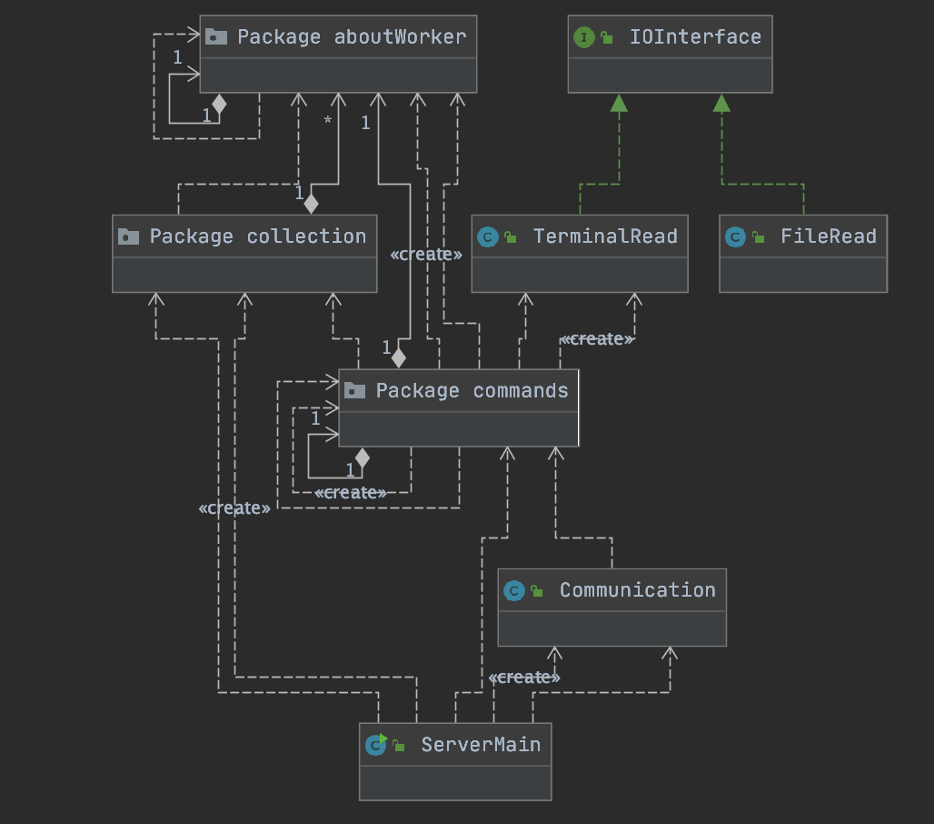 Package aboutWorker
I IOInterface
1
1
*
1
1
Package collection
C TerminalRead
C FileRead
«create»
«create»
1
Package commands
1
1
«create»
«create»
C Communication
«create»
C ServerMain